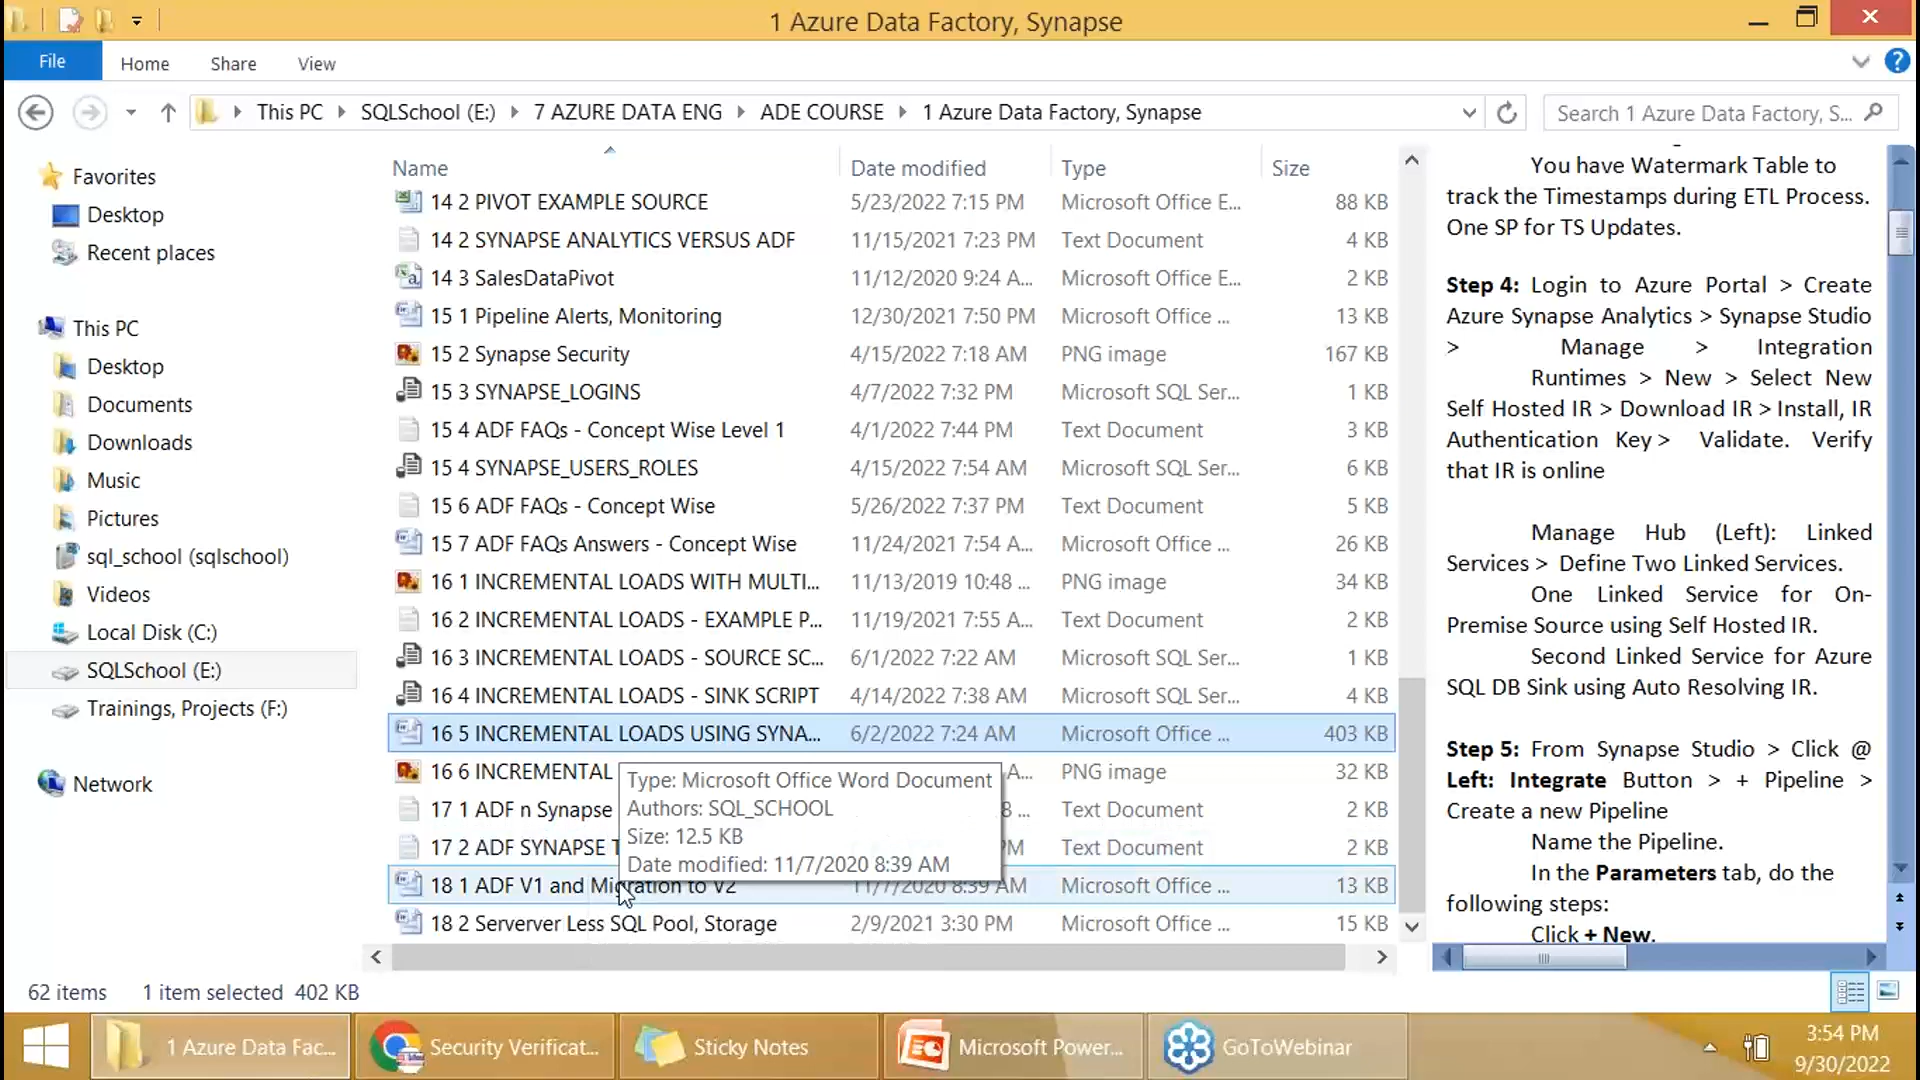 1 Azure Data Factory, Synapse
File
Home
Share
View
This PC
SQLSchool (E:)
7 AZURE DATA ENG
ADE COURSE
1 Azure Data Factory, Synapse
Search 1 Azure Data Factory, S...
Favorites
Desktop
Recent places
This PC
Desktop
Documents
Downloads
Music
Pictures
sql_school (sqlschool)
Videos
Local Disk (C:)
SQLSchool (E:)
Trainings, Projects (F:)
Network
Name Date modified Type Size
14 2 PIVOT EXAMPLE SOURCE 5/23/2022 7:15 PM Microsoft Office E... 88 KB
14 2 SYNAPSE ANALYTICS VERSUS ADF 11/15/2021 7:23 PM Text Document 4 KB
14 3 SalesDataPivot 11/12/2020 9:24 A... Microsoft Office E... 2 KB
15 1 Pipeline Alerts, Monitoring 12/30/2021 7:50 PM Microsoft Office ... 13 KB
15 2 Synapse Security 4/15/2022 7:18 AM PNG image 167 KB
15 3 SYNAPSE_LOGINS 4/7/2022 7:32 PM Microsoft SQL Ser... 1 KB
15 4 ADF FAQs - Concept Wise Level 1 4/1/2022 7:44 PM Text Document 3 KB
15 4 SYNAPSE_USERS_ROLES 4/15/2022 7:54 AM Microsoft SQL Ser... 6 KB
15 6 ADF FAQs - Concept Wise 5/26/2022 7:37 PM Text Document 5 KB
15 7 ADF FAQs Answers - Concept Wise 11/24/2021 7:54 A... Microsoft Office ... 26 KB
16 1 INCREMENTAL LOADS WITH MULTI... 11/13/2019 10:48 ... PNG image 34 KB
16 2 INCREMENTAL LOADS - EXAMPLE P... 11/19/2021 7:55 A... Text Document 2 KB
16 3 INCREMENTAL LOADS - SOURCE SC... 6/1/2022 7:22 AM Microsoft SQL Ser... 1 KB
16 4 INCREMENTAL LOADS - SINK SCRIPT 4/14/2022 7:38 AM Microsoft SQL Ser... 4 KB
16 5 INCREMENTAL LOADS USING SYNA... 6/2/2022 7:24 AM Microsoft Office ... 403 KB
16 6 INCREMENTAL A... PNG image 32 KB
17 1 ADF n Synapse 8 ... Text Document 2 KB
17 2 ADF SYNAPSE T PM Text Document 2 KB
18 1 ADF V1 and Migration to V2 11/7/2020 8:39 AM Microsoft Office ... 13 KB
18 2 Serverver Less SQL Pool, Storage 2/9/2021 3:30 PM Microsoft Office ... 15 KB
Type: Microsoft Office Word Document
Authors: SQL_SCHOOL
Size: 12.5 KB
Date modified: 11/7/2020 8:39 AM
You have Watermark Table to
track the Timestamps during ETL Process.
One SP for TS Updates.
Step 4: Login to Azure Portal > Create
Azure Synapse Analytics > Synapse Studio
> Manage > Integration
Runtimes > New > Select New
Self Hosted IR > Download IR > Install, IR
Authentication Key > Validate. Verify
that IR is online
Manage Hub (Left): Linked
Services > Define Two Linked Services.
One Linked Service for On-
Premise Source using Self Hosted IR.
Second Linked Service for Azure
SQL DB Sink using Auto Resolving IR.
Step 5: From Synapse Studio > Click @
Left: Integrate Button > + Pipeline >
Create a new Pipeline
Name the Pipeline.
In the Parameters tab, do the
following steps:
Click + New.
62 items 1 item selected 402 KB
1 Azure Data Fac...
Security Verificat...
Sticky Notes
Microsoft Power...
GoToWebinar
3:54 PM
9/30/2022